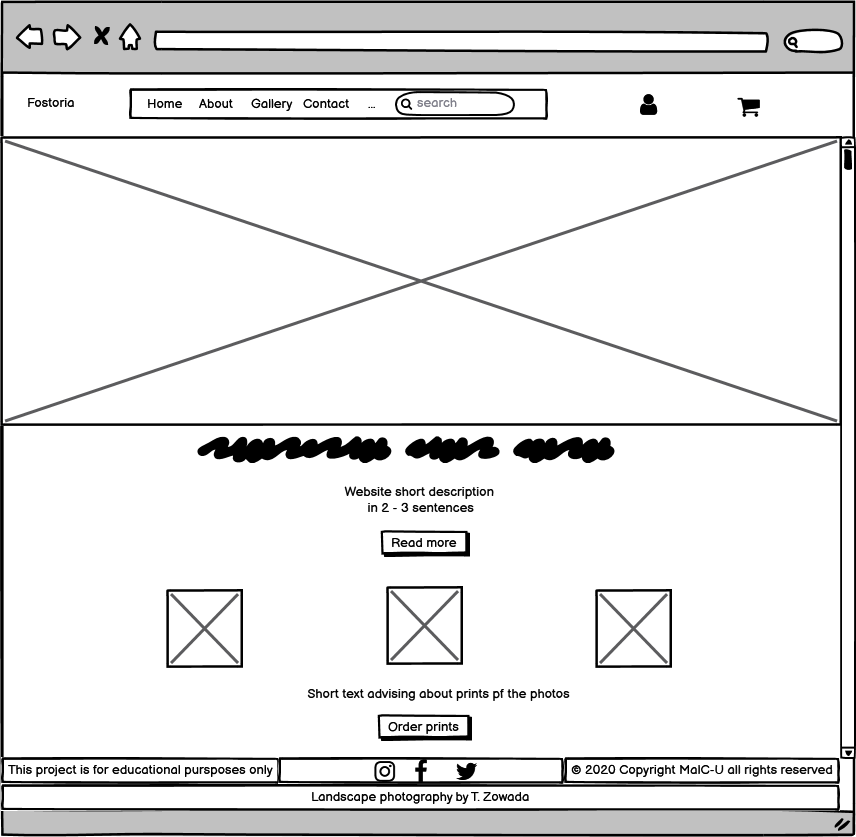 Fostoria
Home About Gallery Contact ... search
Website short description
in 2 - 3 sentences
Read more
Short text advising about prints pf the photos
Order prints
This project is for educational pursposes only
© 2020 Copyright MalC-U all rights reserved
Landscape photography by T. Zowada